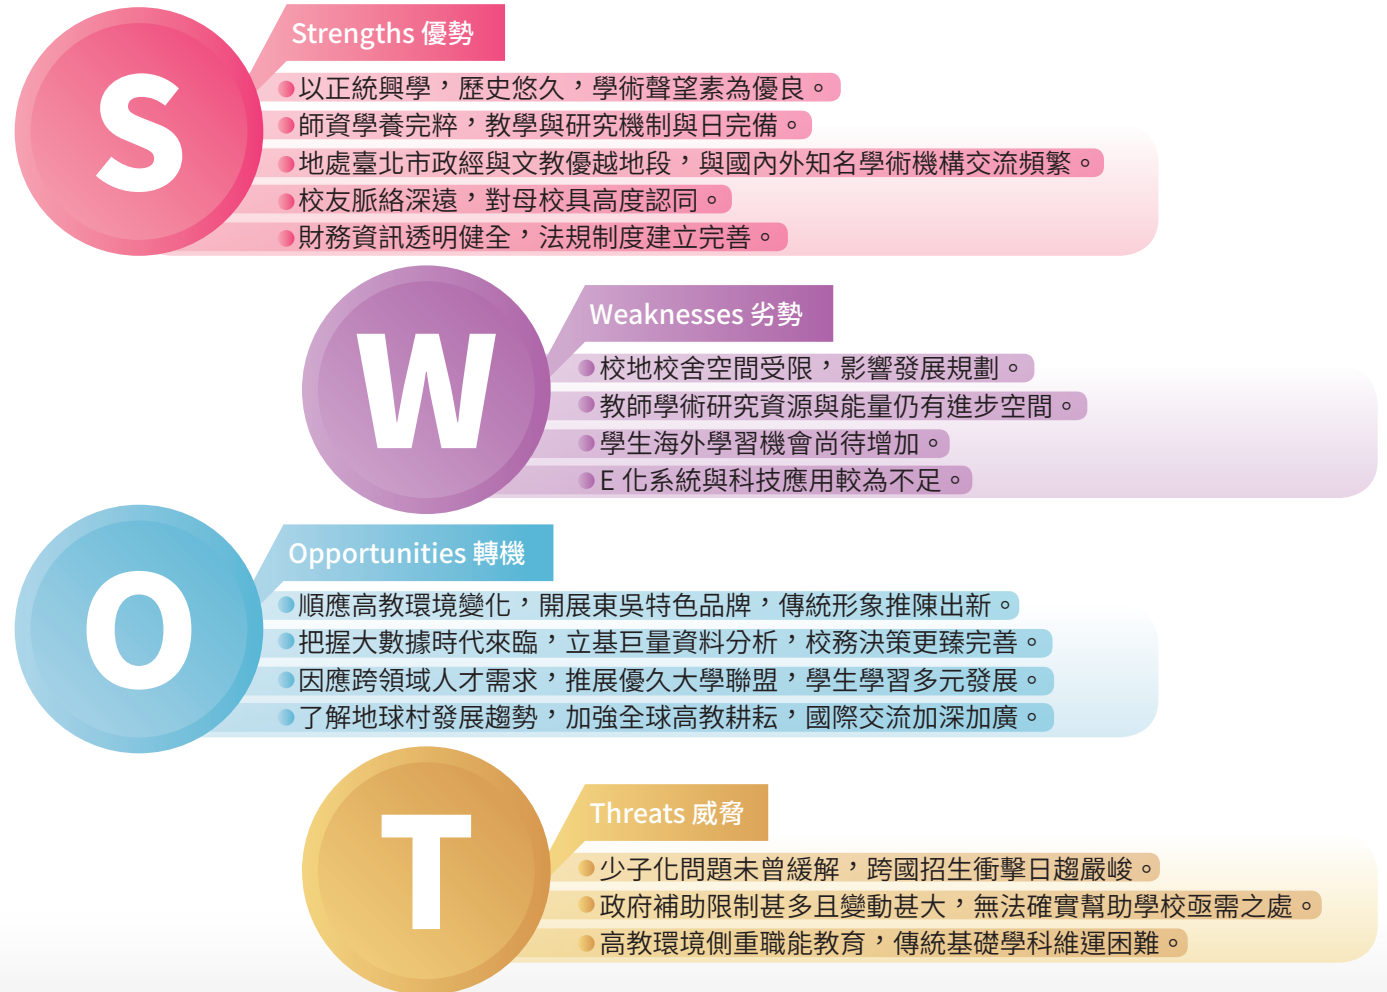 S
Strengths 優勢
以正統興學，歷史悠久，學術聲望素為優良。
師資學養完粹，教學與研究機制與日完備。
地處臺北市政經與文教優越地段，與國內外知名學術機構交流頻繁。
校友脈絡深遠，對母校具高度認同。
財務資訊透明健全，法規制度建立完善。
W
Weaknesses 劣勢
校地校舍空間受限，影響發展規劃。
教師學術研究資源與能量仍有進步空間。
學生海外學習機會尚待增加。
E 化系統與科技應用較為不足。
O
Opportunities 轉機
順應高教環境變化，開展東吳特色品牌，傳統形象推陳出新。
把握大數據時代來臨，立基巨量資料分析，校務決策更臻完善。
因應跨領域人才需求，推展優久大學聯盟，學生學習多元發展。
了解地球村發展趨勢，加強全球高教耕耘，國際交流加深加廣。
T
Threats 威脅
少子化問題未曾緩解，跨國招生衝擊日趨嚴峻。
政府補助限制甚多且變動甚大，無法確實幫助學校亟需之處。
高教環境側重職能教育，傳統基礎學科維運困難。